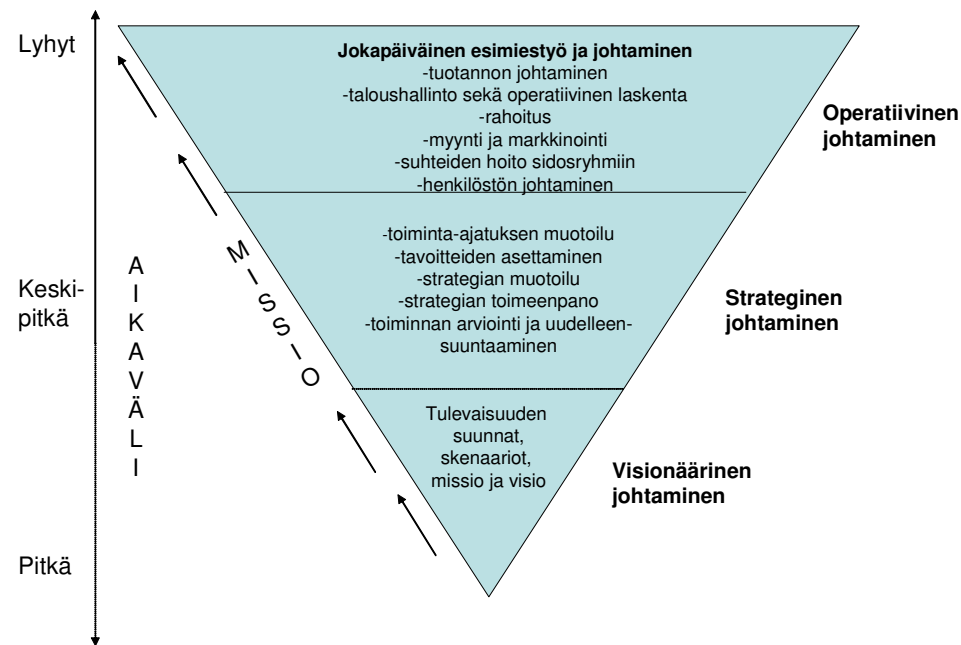 Lyhyt
Jokapäiväinen esimiestyö ja johtaminen
-tuotannon johtaminen
-taloushallinto sekä operatiivinen laskenta
-rahoitus
-myynti ja markkinointi
-suhteiden hoito sidosryhmiin
-henkilöstön johtaminen
Operatiivinen
johtaminen
MISSIO
AIKAVÄLI
Keski-
pitkä
-toiminta-ajatuksen muotoilu
-tavoitteiden asettaminen
-strategian muotoilu
-strategian toimeenpano
-toiminnan arviointi ja uudelleen-
suuntaaminen
Strateginen
johtaminen
Tulevaisuuden
suunnat,
skenaariot,
missio ja visio
Visionäärinen
johtaminen
Pitkä